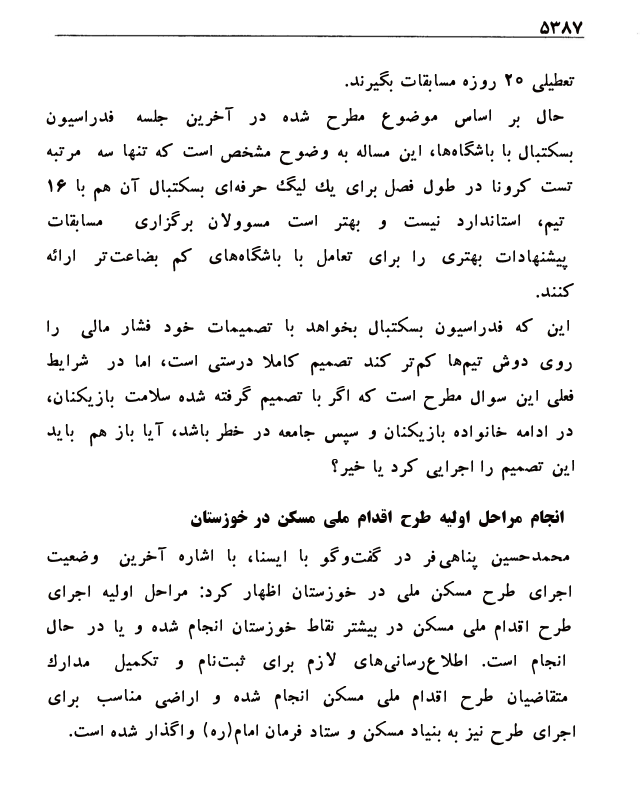 ۵۳۸۷
تعطیلی ۲۰ روزه مسابقات بگیرند.
حال بر اساس موضوع مطرح شده در آخرین جلسه فدراسیون
بسکتبال با باشگاه‌ها، این مساله به وضوح مشخص است که تنها سه مرتبه
تست کرونا در طول فصل برای یك لیگ حرفه‌ای بسکتبال آن هم با ۱۶
تیم، استاندارد نیست و بهتر است مسوولان برگزاری مسابقات
پیشنهادات بهتری را برای تعامل با باشگاه‌های کم بضاعت‌تر ارائه
کنند.
این که فدراسیون بسکتبال بخواهد با تصمیمات خود فشار مالی را
روی دوش تیم‌ها کم‌تر کند تصمیم کاملا درستی است، اما در شرایط
فعلی این سوال مطرح است که اگر با تصمیم گرفته شده سلامت بازیکنان،
در ادامه خانواده بازیکنان و سپس جامعه در خطر باشد، آیا باز هم باید
این تصمیم را اجرایی کرد یا خیر؟
انجام مراحل اولیه طرح اقدام ملی مسکن در خوزستان
محمدحسین پناهی‌فر در گفت‌وگو با ایسنا، با اشاره آخرین وضعیت
اجرای طرح مسکن ملی در خوزستان اظهار کرد: مراحل اولیه اجرای
طرح اقدام ملی مسکن در بیشتر نقاط خوزستان انجام شده و یا در حال
انجام است. اطلاع‌رسانی‌های لازم برای ثبت‌نام و تکمیل مدارك
متقاضیان طرح اقدام ملی مسکن انجام شده و اراضی مناسب برای
اجرای طرح نیز به بنیاد مسکن و ستاد فرمان امام(ره) واگذار شده است.